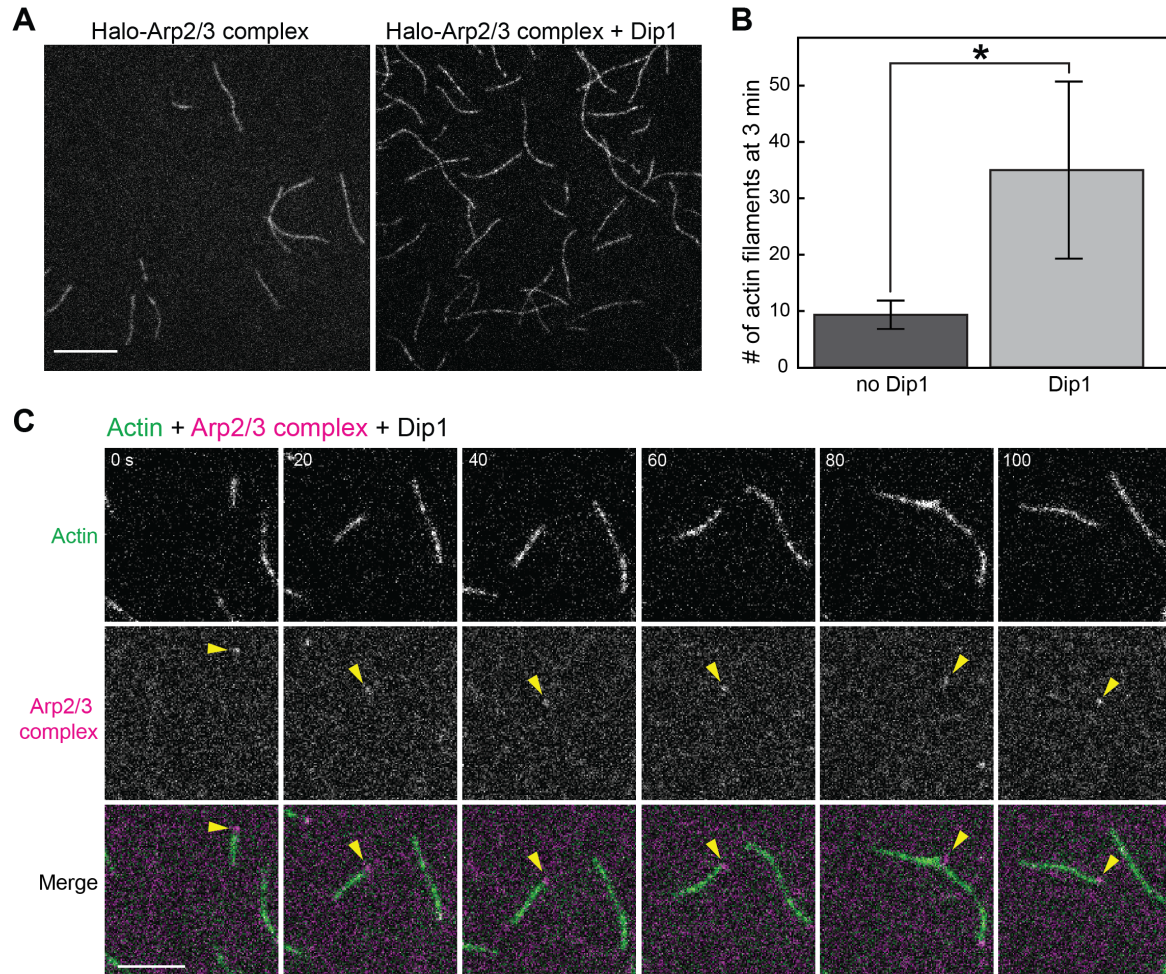 A
Halo-Arp2/3 complex
Halo-Arp2/3 complex + Dip1
B
*
# of actin filaments at 3 min
50
40
30
20
10
0
no Dip1
Dip1
C
Actin + Arp2/3 complex + Dip1
0 s
20
40
60
80
100
Actin
Arp2/3
complex
Merge